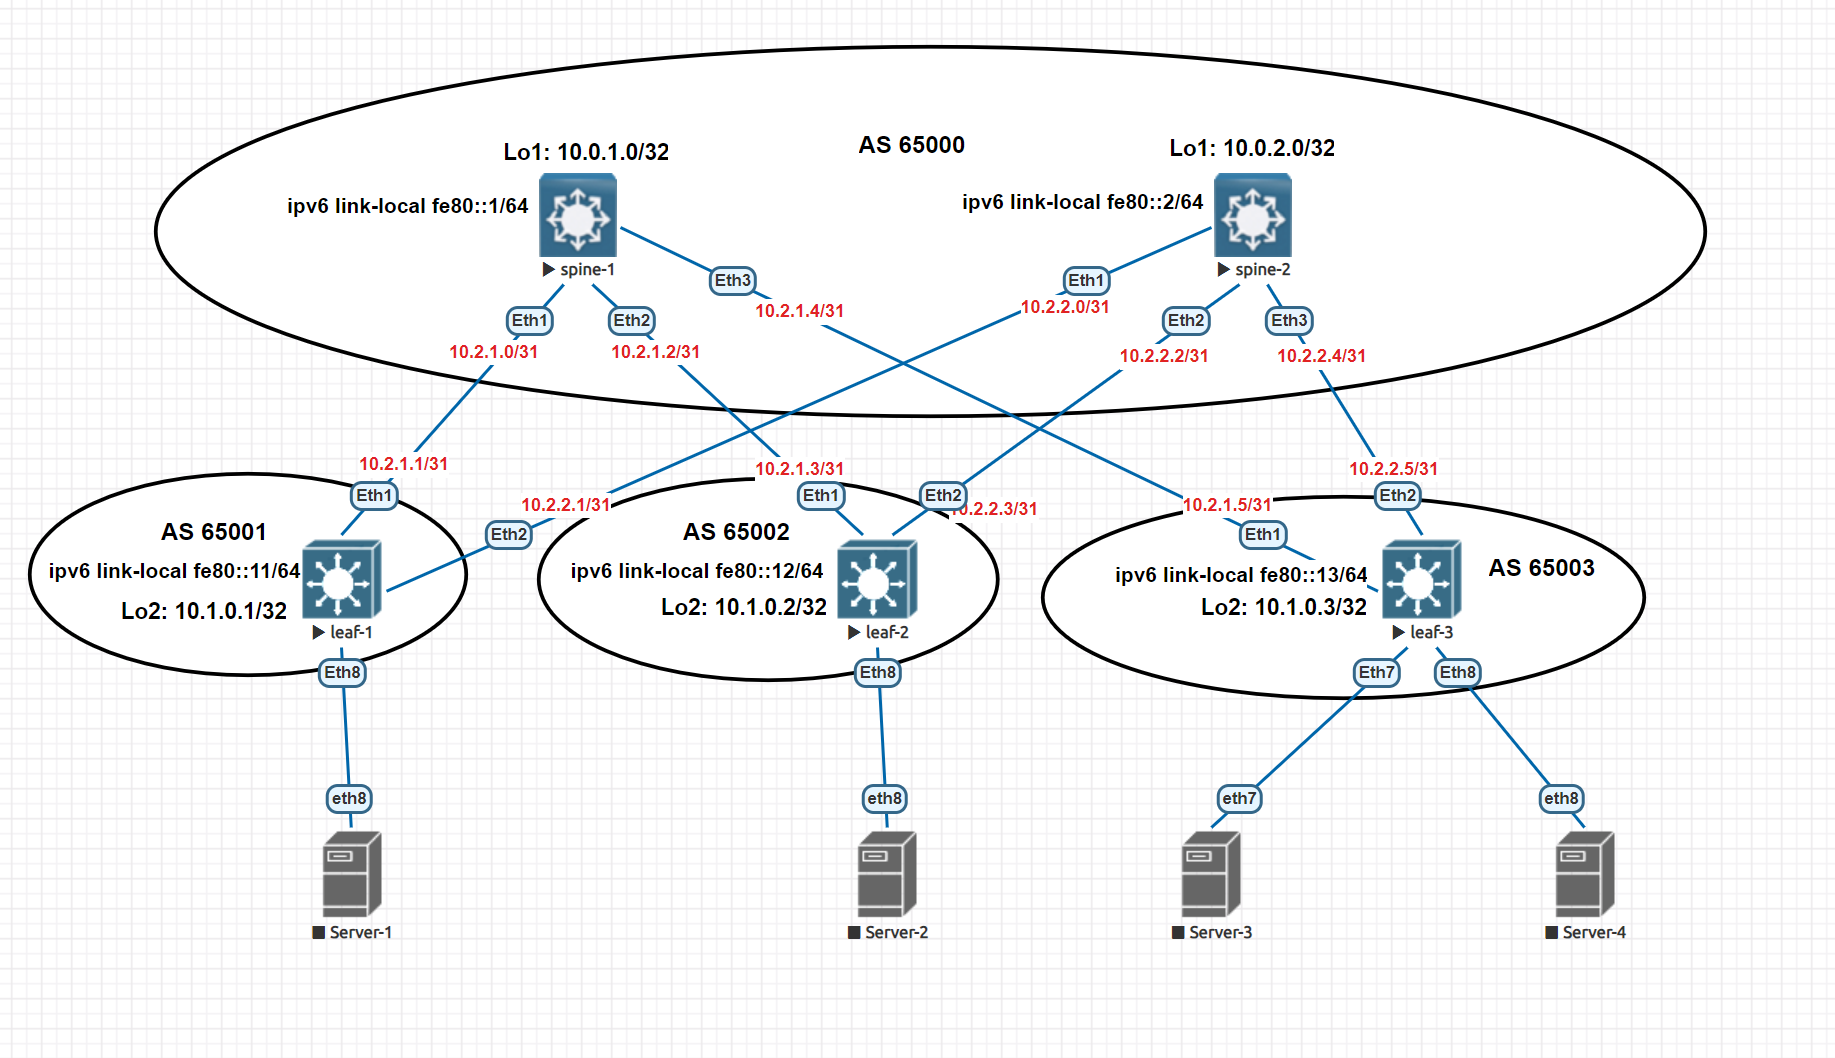 AS 65000
Lo1: 10.0.1.0/32
Lo1: 10.0.2.0/32
ipv6 link-local fe80::1/64
ipv6 link-local fe80::2/64
spine-1
spine-2
Eth3
Eth1
10.2.1.4/31
10.2.2.0/31
Eth1
Eth2
Eth2
Eth3
10.2.1.0/31
10.2.1.2/31
10.2.2.2/31
10.2.2.4/31
10.2.1.1/31
10.2.1.3/31
10.2.2.5/31
Eth1
Eth1
Eth2
Eth2
10.2.2.1/31
.2.2.3/31
10.2.1.5/31
AS 65001
Eth2
AS 65002
Eth1
ipv6 link-local fe80::11/64
ipv6 link-local fe80::12/64
ipv6 link-local fe80::13/64
AS 65003
Lo2: 10.1.0.1/32
Lo2: 10.1.0.2/32
Lo2: 10.1.0.3/32
leaf-1
leaf-2
leaf-3
Eth8
Eth8
Eth7
Eth8
eth8
eth8
eth7
eth8
Server-1
Server-2
Server-3
Server-4